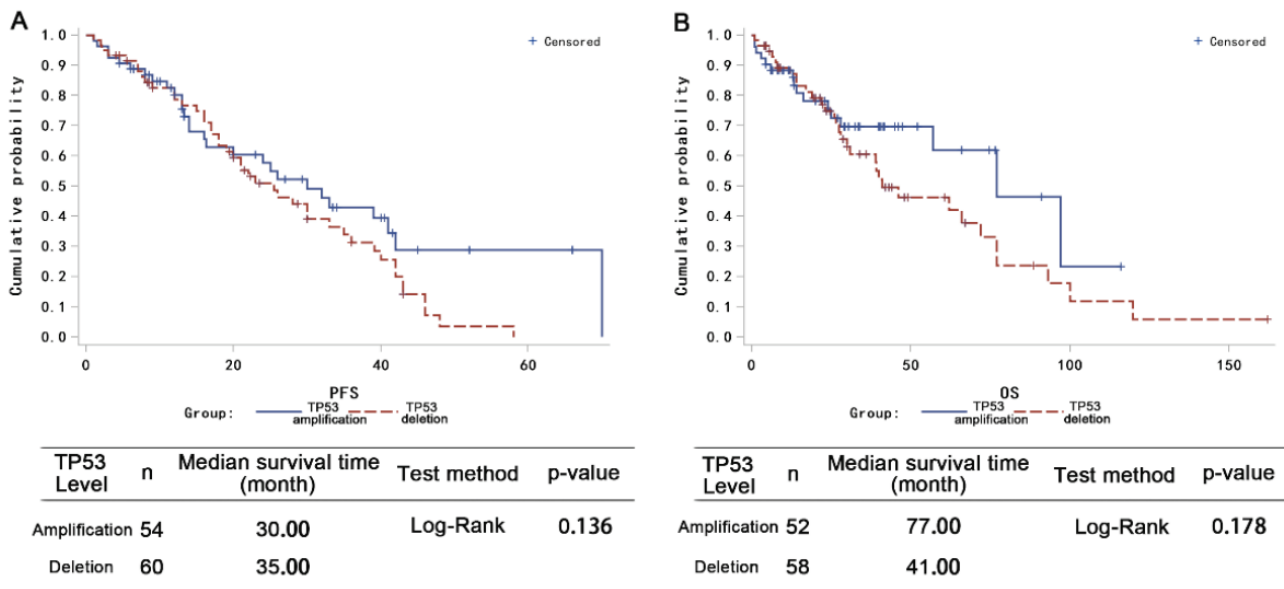 A
B
+ Censored
+ Censored
Cumulative probability
1.0
0.9
0.8
0.7
0.6
0.5
0.4
0.3
0.2
0.1
0.0
0 20 40 60
PFS
Group: TP53 amplification TP53 deletion
Cumulative probability
1.0
0.9
0.8
0.7
0.6
0.5
0.4
0.3
0.2
0.1
0.0
0 50 100 150
OS
Group: TP53 amplification TP53 deletion
TP53 Level n Median survival time (month) Test method p-value
Amplification 54 30.00 Log-Rank 0.136
Deletion 60 35.00
TP53 Level n Median survival time (month) Test method p-value
Amplification 52 77.00 Log-Rank 0.178
Deletion 58 41.00